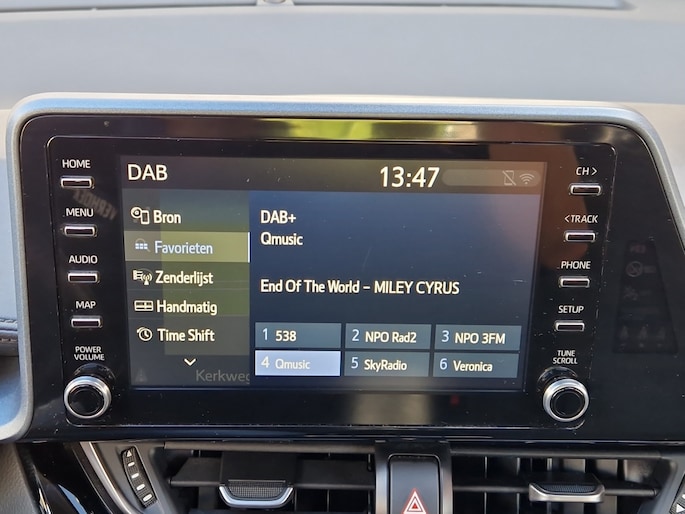 HOME
MENU
AUDIO
MAP
POWER
VOLUME
DAB
13:47
Bron
Favorieten
Zenderlijst
Handmatig
Time Shift
Kerkweg
DAB+
Qmusic
End Of The World – MILEY CYRUS
1 538
2 NPO Rad2
3 NPO 3FM
4 Qmusic
5 SkyRadio
6 Veronica
CH >
< TRACK
PHONE
SETUP
TUNE
SCROLL